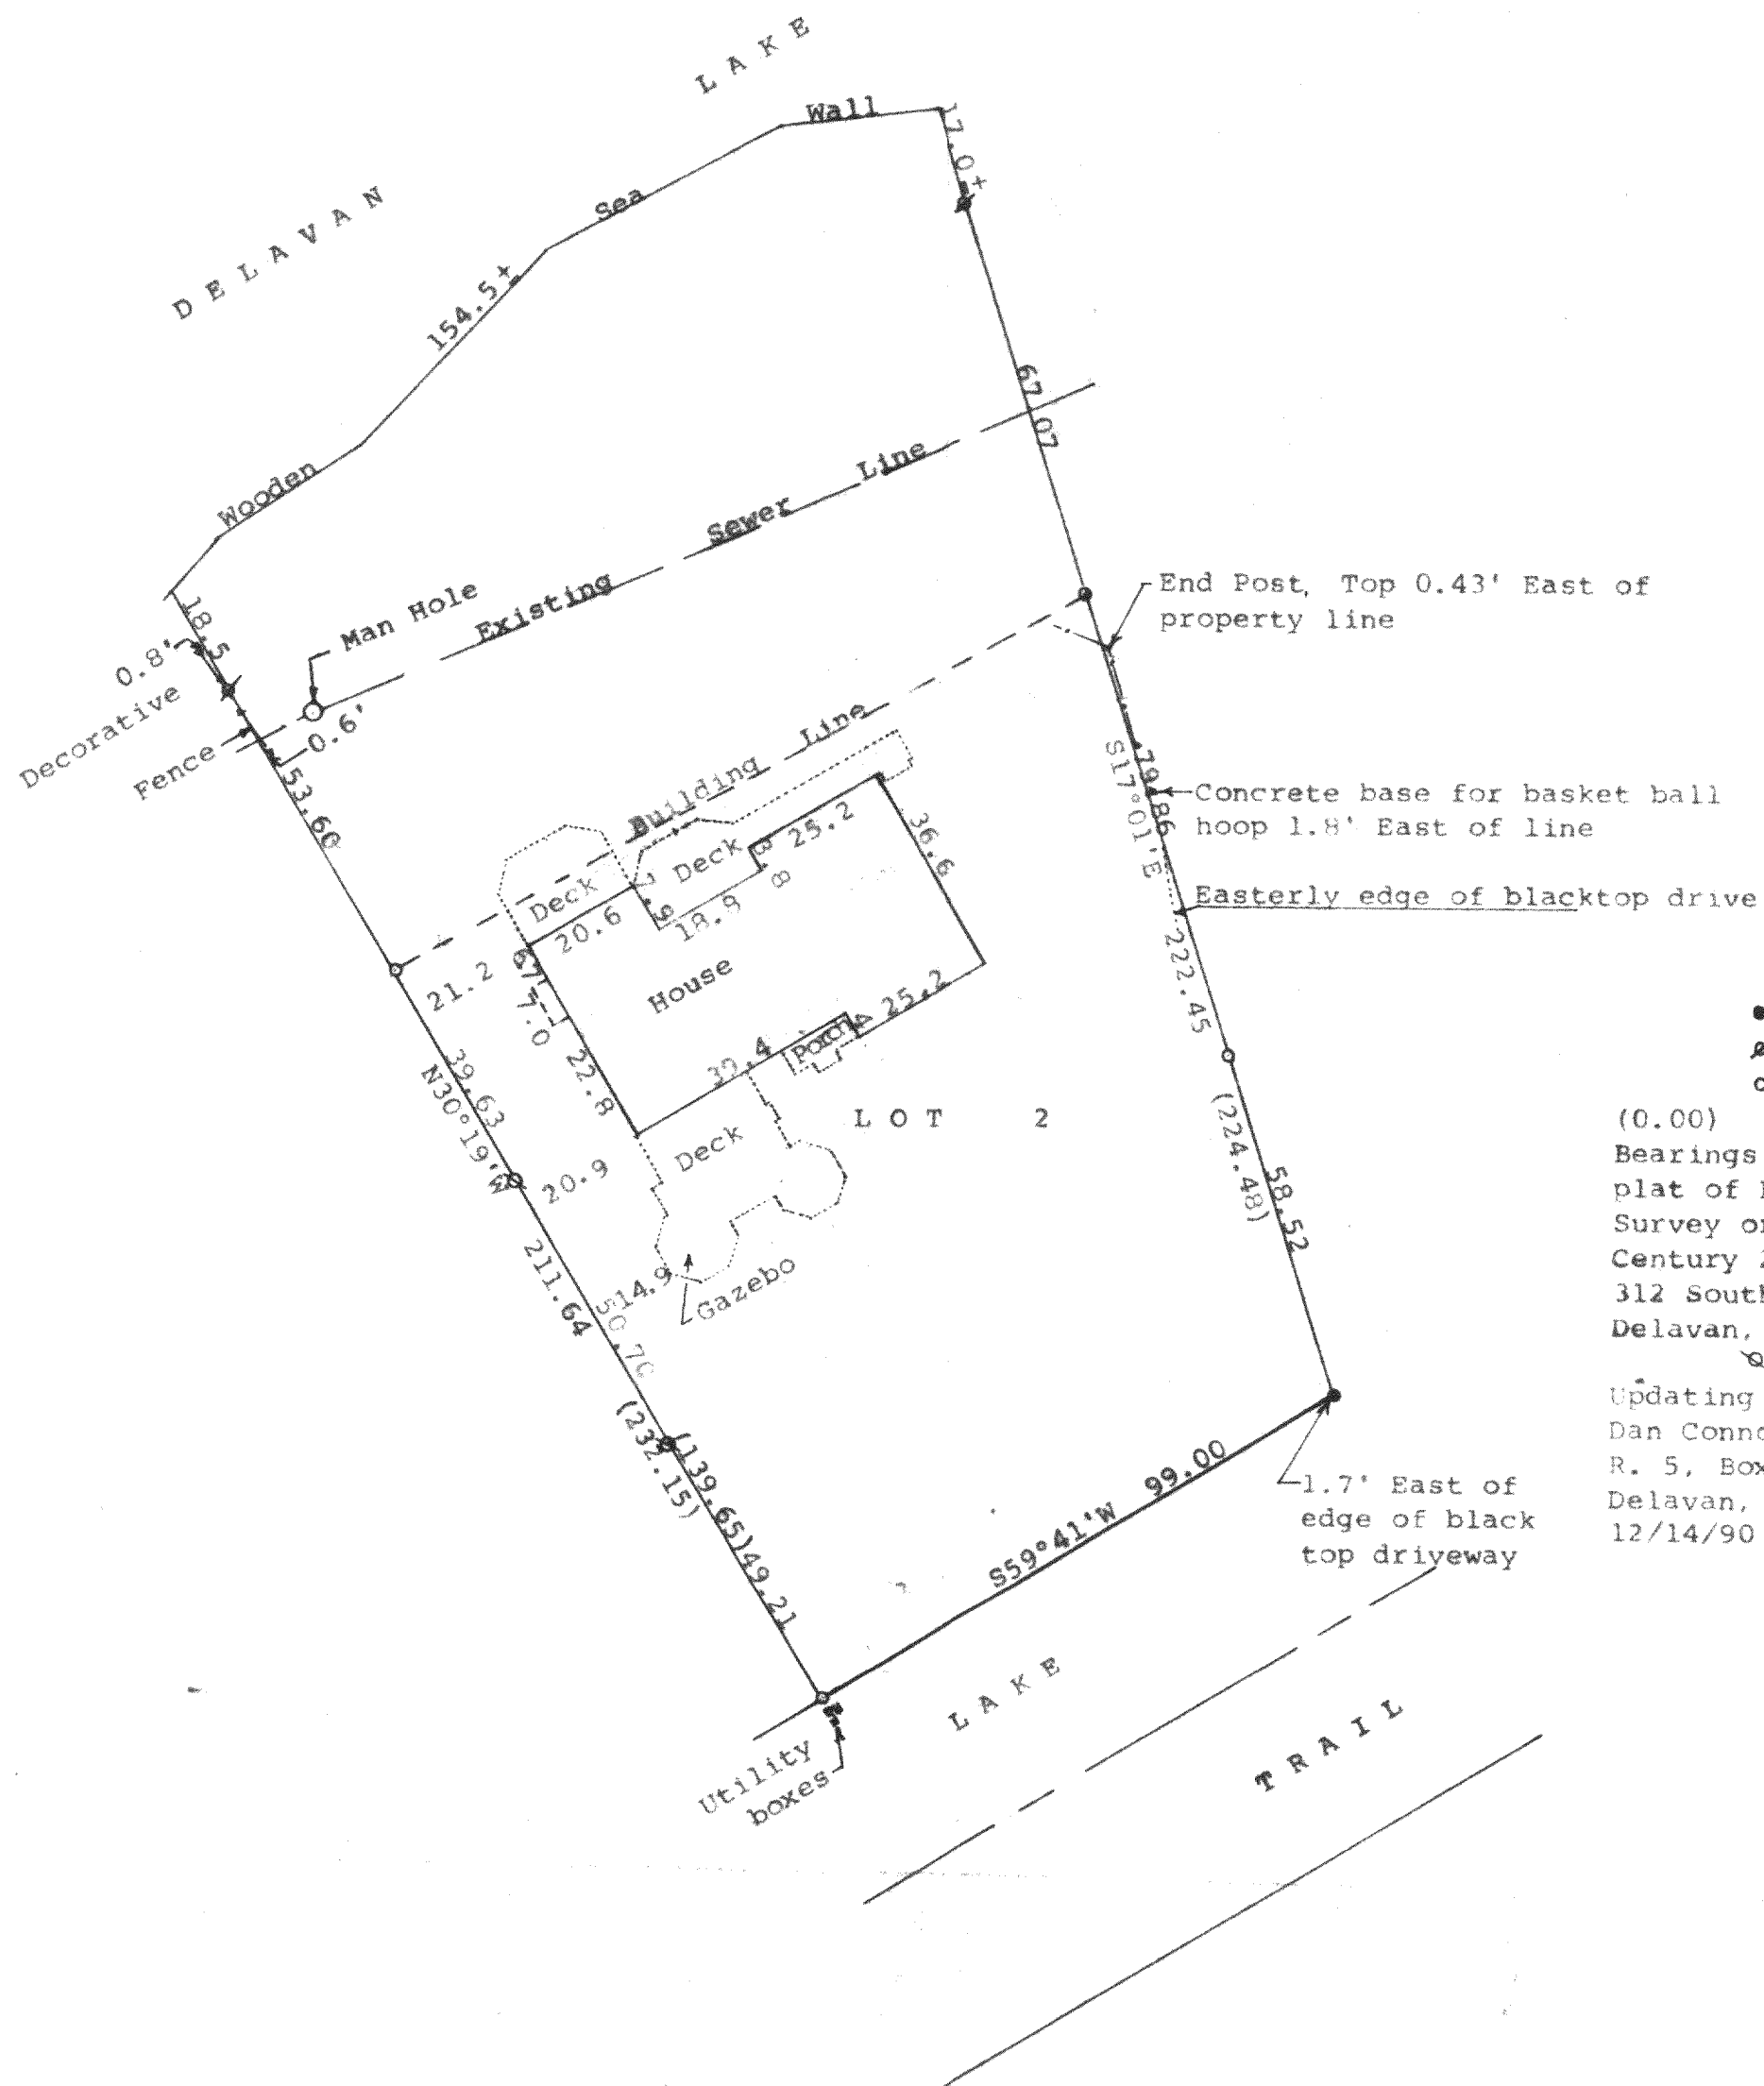 LAKE
DELAVAN
Wooden
Sea
Wall
154.5±
17.0±
67.07
18.5
0.8'
Decorative
Fence
0.6'
Man Hole
Existing Sewer Line
53.60
Building Line
End Post, Top 0.43' East of
property line
79.86
S17°01'E
Concrete base for basket ball
hoop 1.8' East of line
Easterly edge of blacktop drive
222.45
(224.48)
58.52
Deck
Deck
20.6
18.8
25.2
36.6
21.2
7.0
22.8
House
Porch
25.2
39.63
N30°19'W
20.9
Deck
Gazebo
14.9
LOT 2
211.64
50.70
(232.15)
(139.65)
49.21
S59°41'W 99.00
1.7' East of
edge of black
top driveway
Utility
boxes
LAKE
TRAIL
(0.00)
Bearings
plat of
Survey
Century
312 South
Delavan,
Updating
Dan
R. 5, Box
Delavan,
12/14/90